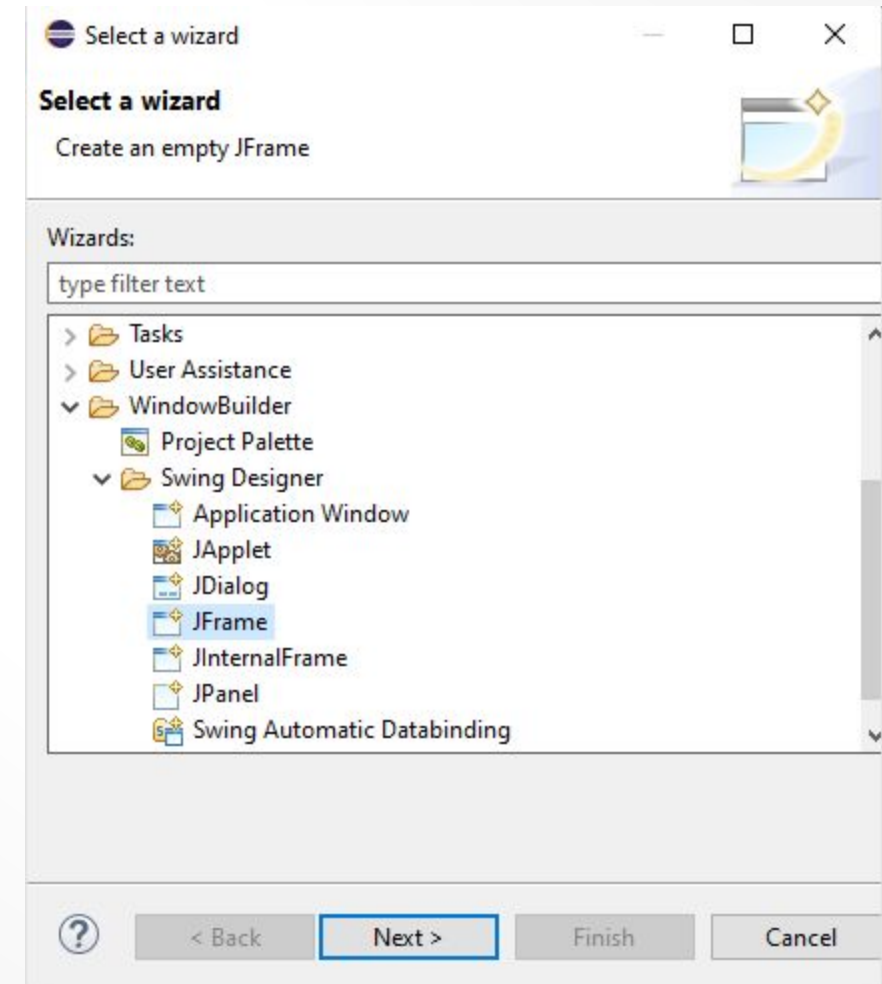 Select a wizard
Select a wizard
Create an empty JFrame
Wizards:
type filter text
Tasks
User Assistance
WindowBuilder
Project Palette
Swing Designer
Application Window
JApplet
JDialog
JFrame
JInternalFrame
JPanel
Swing Automatic Databinding
? < Back Next > Finish Cancel